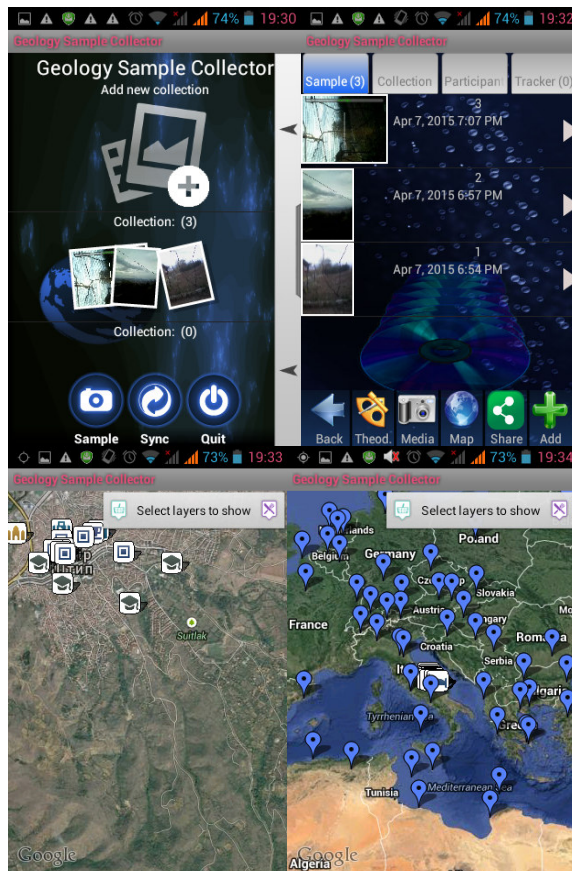 74% 19:30
Geology Sample Collector
Geology Sample Collector
Add new collection
Collection: (3)
Collection: (0)
Sample Sync Quit
74% 19:32
Geology Sample Collector
Sample (3) Collection Participant Tracker (0)
3
Apr 7, 2015 7:07 PM
2
Apr 7, 2015 6:57 PM
1
Apr 7, 2015 6:54 PM
Back Theod. Media Map Share Add
73% 19:33
Geology Sample Collector
Select layers to show
Штип
Suitlak
Google
73% 19:34
Geology Sample Collector
Select layers to show
Poland
Belgium Germany
Slovakia
Austria
France
Croatia
Serbia
Tyrrhenian
Mediterranean Sea
Tunisia
Algeria
Google